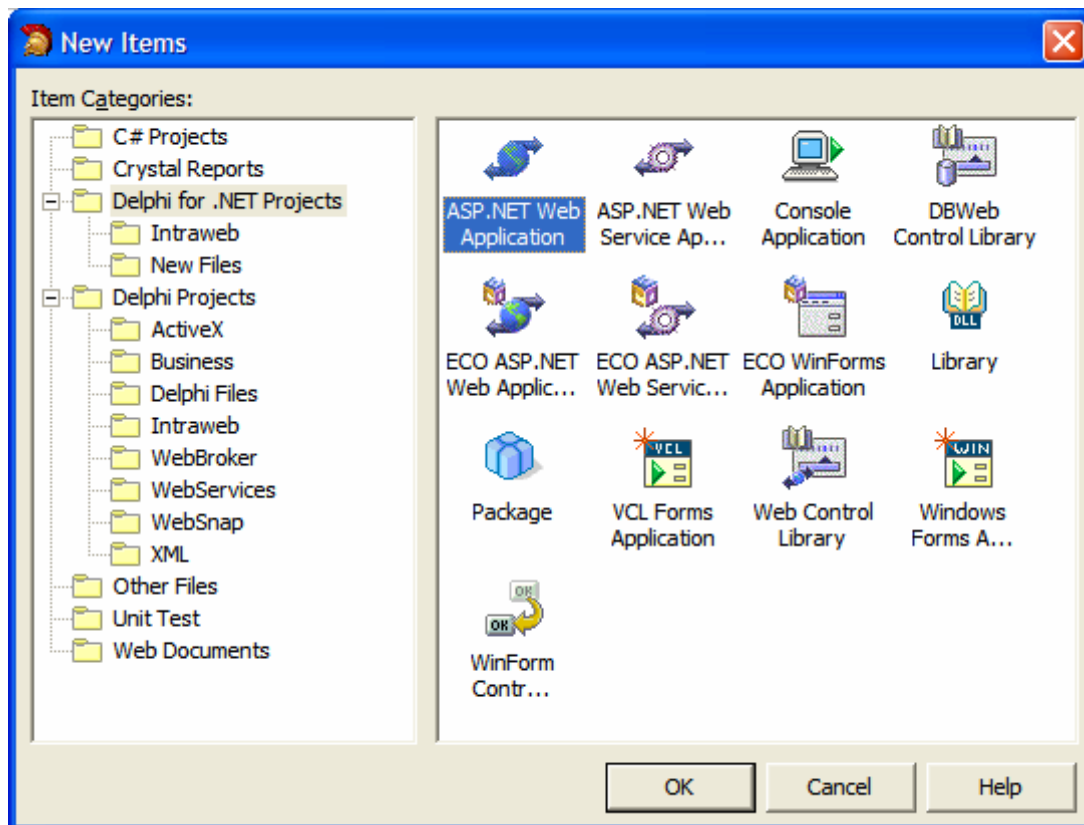 New Items
Item Categories:
C# Projects
Crystal Reports
Delphi for .NET Projects
Intraweb
New Files
Delphi Projects
ActiveX
Business
Delphi Files
Intraweb
WebBroker
WebServices
WebSnap
XML
Other Files
Unit Test
Web Documents
ASP.NET Web
Application
ASP.NET Web
Service Ap...
Console
Application
DBWeb
Control Library
ECO ASP.NET
Web Applic...
ECO ASP.NET
Web Servic...
ECO WinForms
Application
DLL
Library
Package
VCL
VCL Forms
Application
Web Control
Library
WIN
Windows
Forms A...
OK
OK
WinForm
Contr...
OK
Cancel
Help